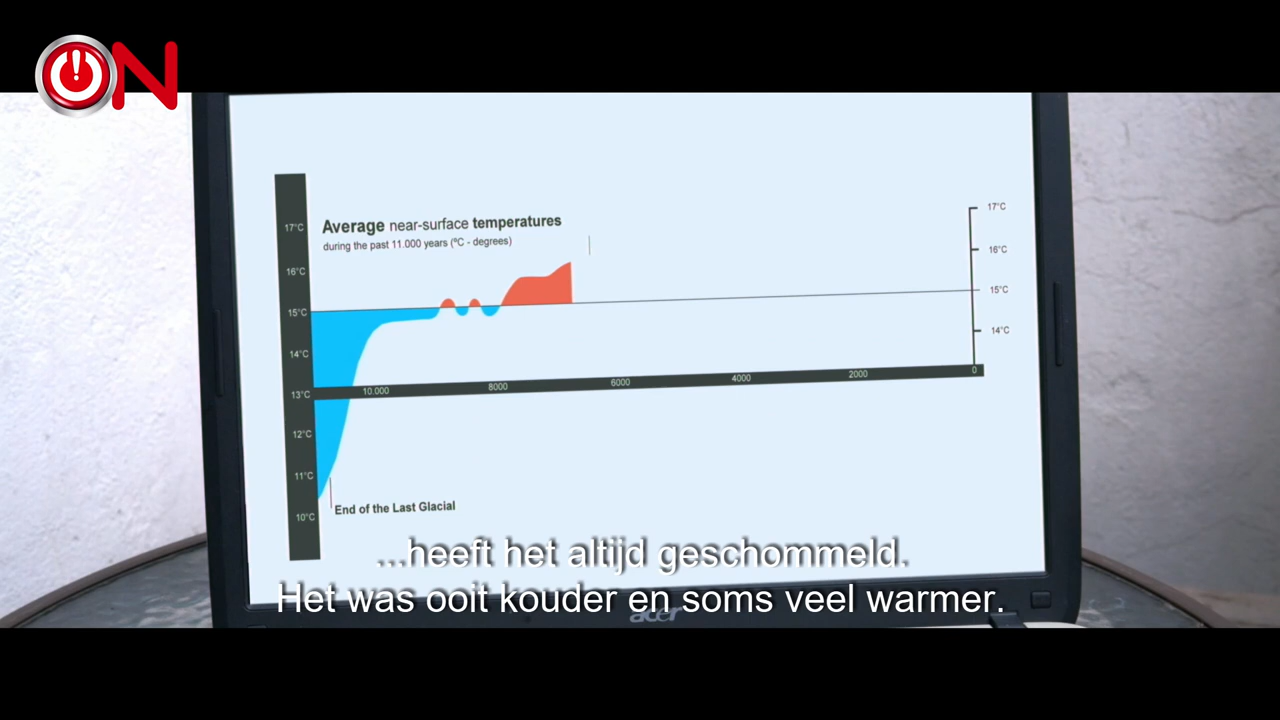 ON
Average near-surface temperatures
during the past 11.000 years (ºC - degrees)
17°C
16°C
15°C
14°C
13°C
12°C
11°C
10°C
17°C
16°C
15°C
14°C
10.000 8000 6000 4000 2000 0
End of the Last Glacial
...heeft het altijd geschommeld.
Het was ooit kouder en soms veel warmer.
acer